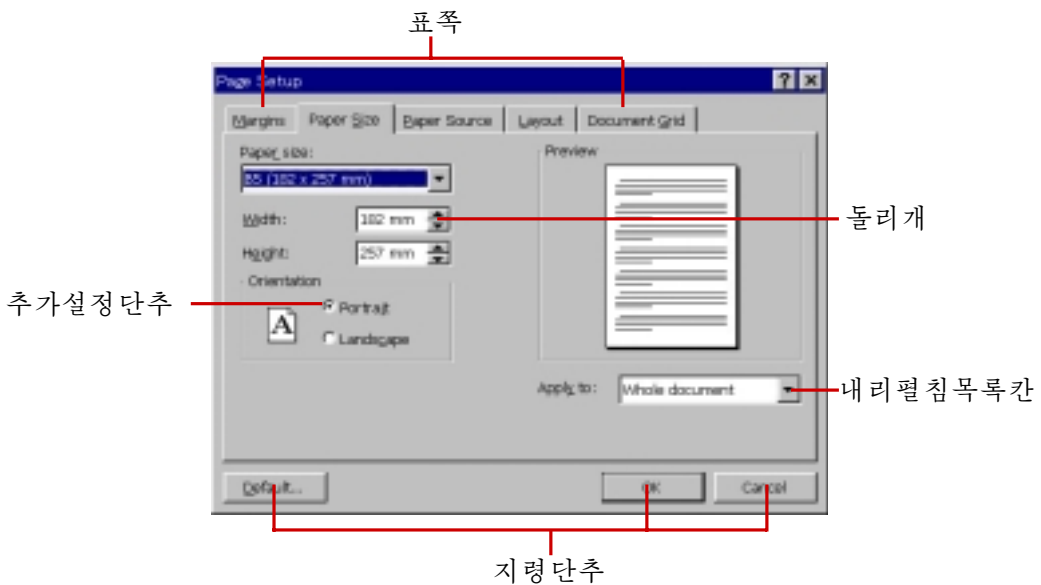 표쪽
Page Setup
Margins Paper Size Paper Source Layout Document Grid
Paper size: Preview
B5 (182 x 257 mm)
Width: 182 mm 돌리개
Height: 257 mm
Orientation
추가설정단추 Portrait
A
Landscape
Apply to: Whole document 내리펼침목록칸
Default... OK Cancel
지령단추